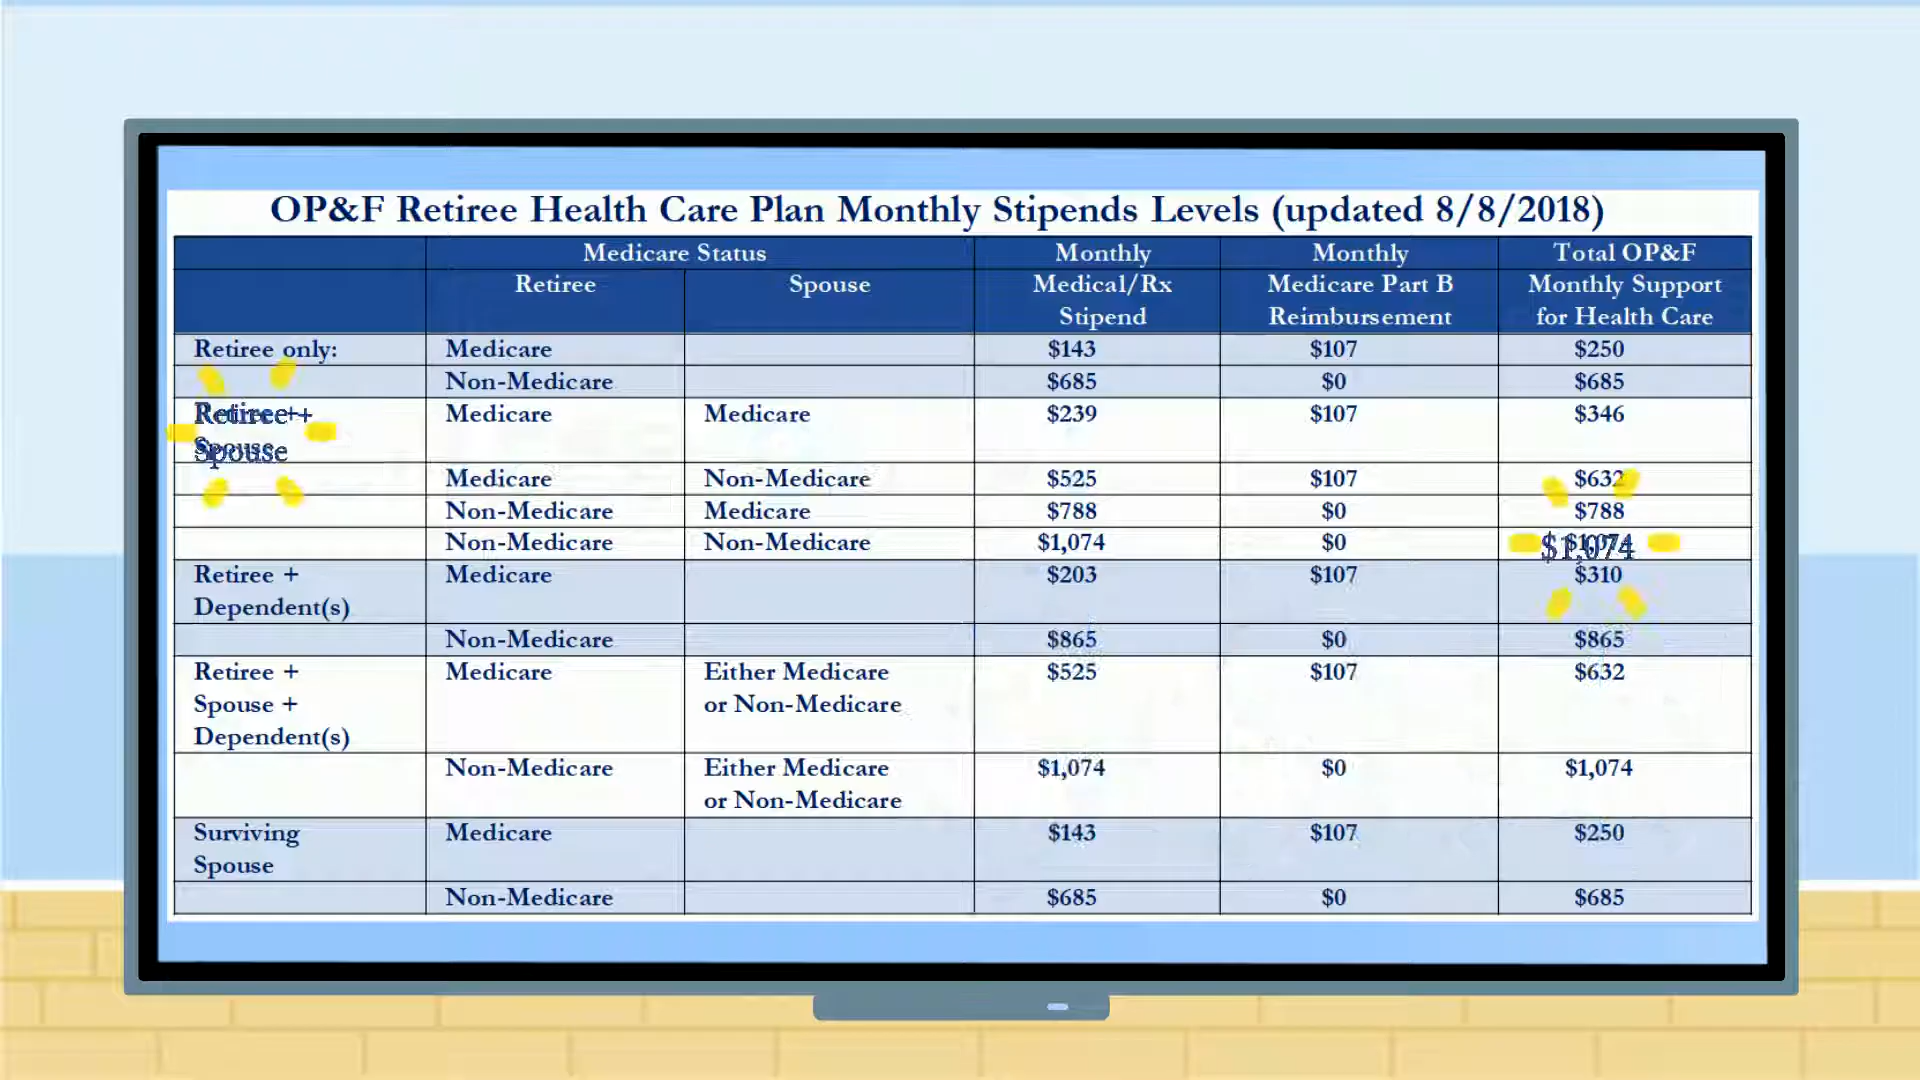 OP&F Retiree Health Care Plan Monthly Stipends Levels (updated 8/8/2018)
Medicare Status Monthly Monthly Total OP&F
Retiree Spouse Medical/Rx Medicare Part B Monthly Support
Stipend Reimbursement for Health Care
Retiree only: Medicare $143 $107 $250
Non-Medicare $685 $0 $685
Retiree + Medicare Medicare $239 $107 $346
Spouse
Medicare Non-Medicare $525 $107 $632
Non-Medicare Medicare $788 $0 $788
Non-Medicare Non-Medicare $1,074 $0 $1,074
Retiree + Medicare $203 $107 $310
Dependent(s)
Non-Medicare $865 $0 $865
Retiree + Medicare Either Medicare $525 $107 $632
Spouse + or Non-Medicare
Dependent(s)
Non-Medicare Either Medicare $1,074 $0 $1,074
or Non-Medicare
Surviving Medicare $143 $107 $250
Spouse
Non-Medicare $685 $0 $685